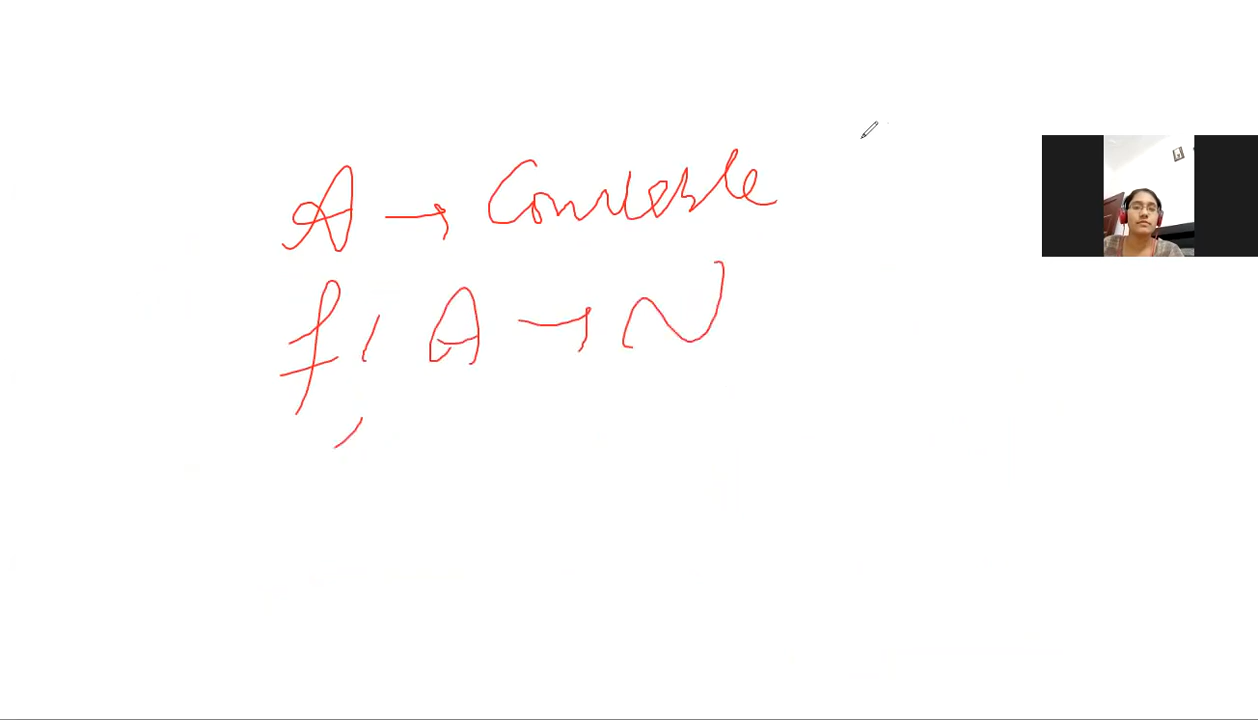 A → Countable
f : A → N